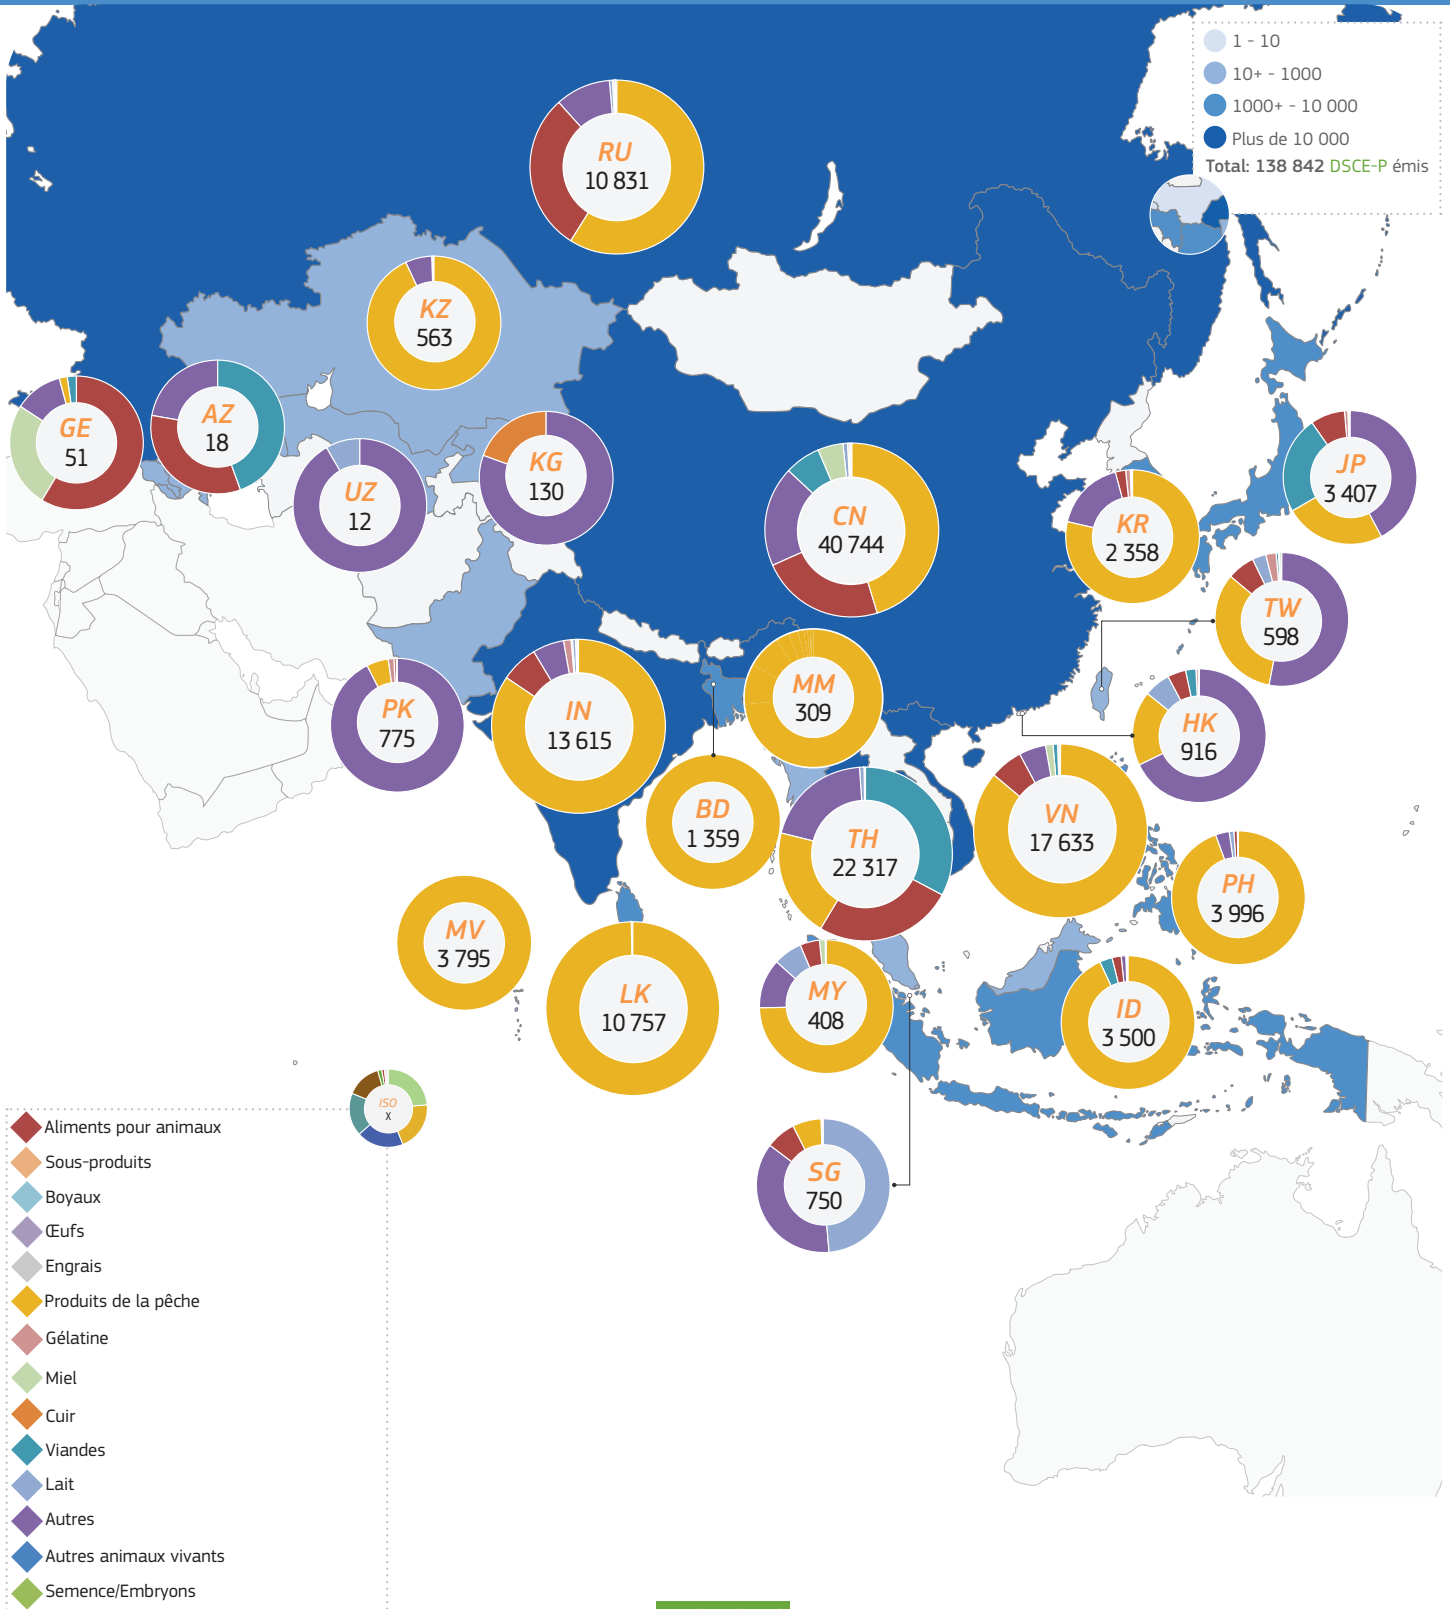 1 - 10
10+ - 1000
1000+ - 10 000
Plus de 10 000
Total: 138 842 DSCE-P émis
RU
10 831
KZ
563
GE
51
AZ
18
UZ
12
KG
130
CN
40 744
KR
2 358
JP
3 407
TW
598
HK
916
PK
775
IN
13 615
MM
309
BD
1 359
TH
22 317
VN
17 633
PH
3 996
MV
3 795
LK
10 757
MY
408
ID
3 500
SG
750
ISO
X
Aliments pour animaux
Sous-produits
Boyaux
Œufs
Engrais
Produits de la pêche
Gélatine
Miel
Cuir
Viandes
Lait
Autres
Autres animaux vivants
Semence/Embryons